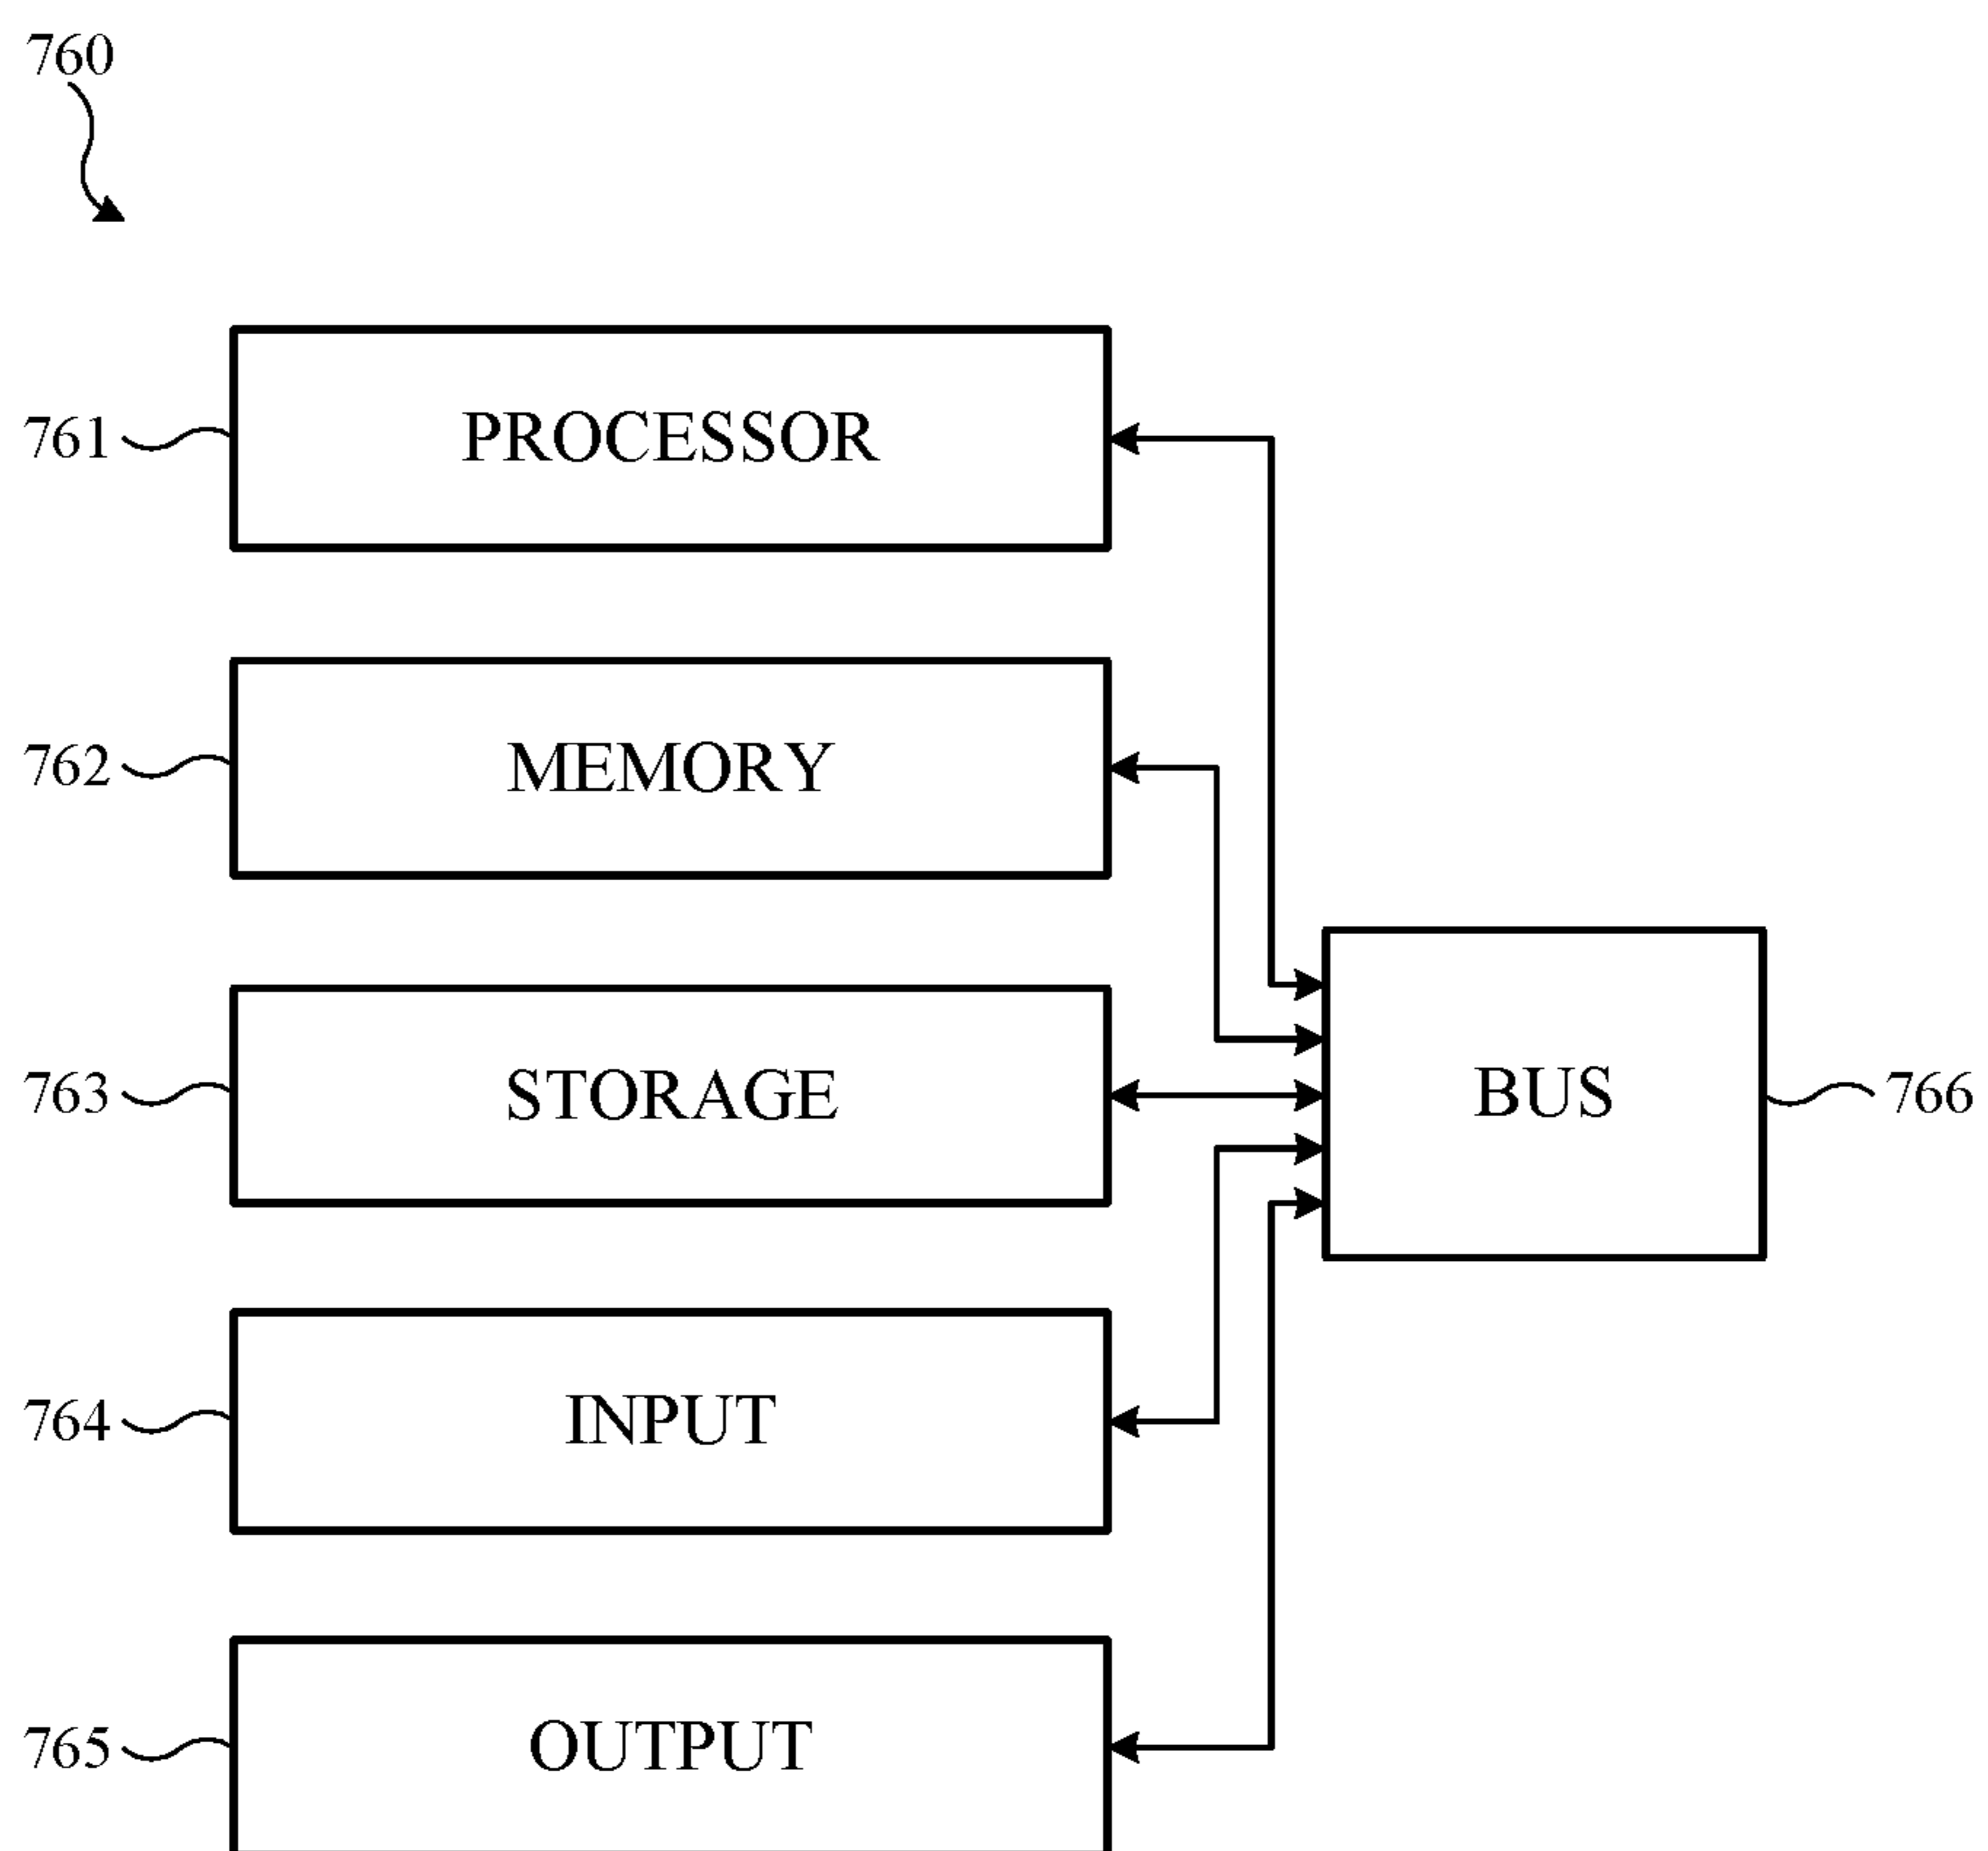 760
761 PROCESSOR
762 MEMORY
763 STORAGE
BUS 766
764 INPUT
765 OUTPUT